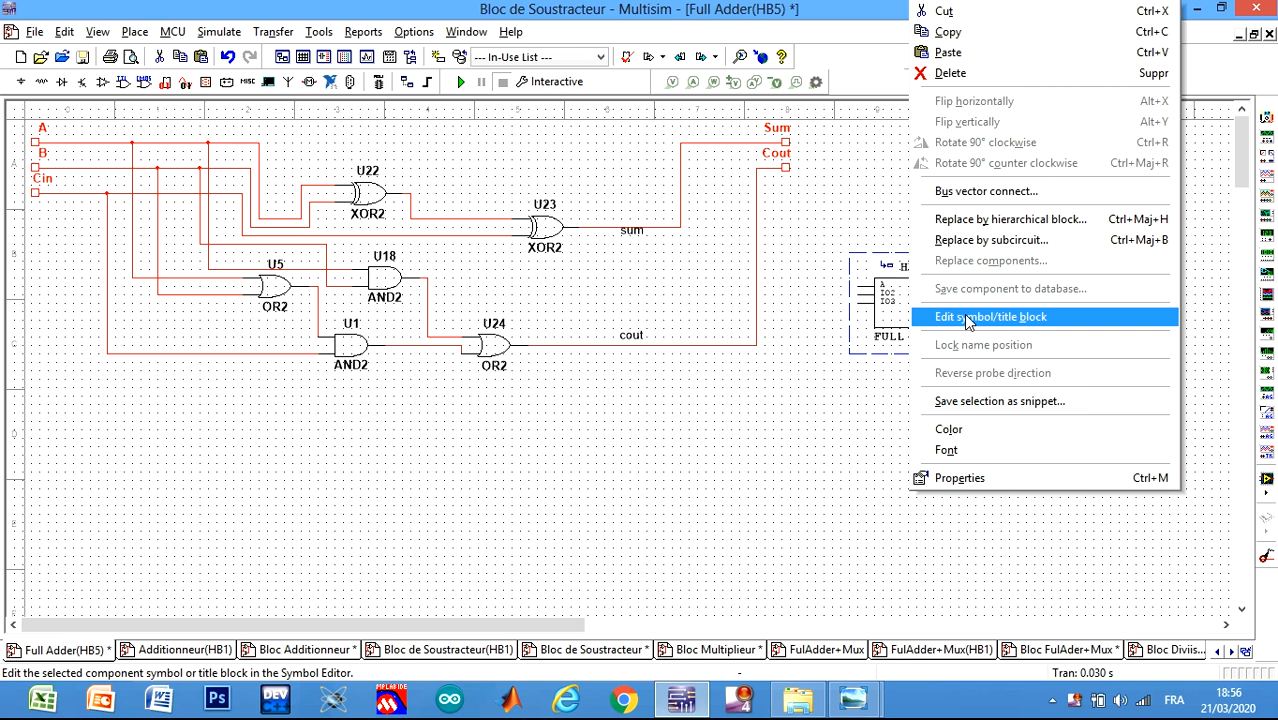 Bloc de Soustracteur - Multisim - [Full Adder(HB5) *]
File Edit View Place MCU Simulate Transfer Tools Reports Options Window Help
--- In-Use List ---
Interactive
Cut Ctrl+X
Copy Ctrl+C
Paste Ctrl+V
Delete Suppr
Flip horizontally Alt+X
Flip vertically Alt+Y
Rotate 90° clockwise Ctrl+R
Rotate 90° counter clockwise Ctrl+Maj+R
Bus vector connect...
Replace by hierarchical block... Ctrl+Maj+H
Replace by subcircuit... Ctrl+Maj+B
Replace components...
Save component to database...
Edit symbol/title block
Lock name position
Reverse probe direction
Save selection as snippet...
Color
Font
Properties Ctrl+M
A
B
Cin
Sum
Cout
U22
XOR2
U23
XOR2
sum
U18
AND2
U5
OR2
U1
AND2
U24
OR2
cout
A
IO2
IO3
FULL
Full Adder(HB5) *
Additionneur(HB1)
Bloc Additionneur *
Bloc de Soustracteur(HB1)
Bloc de Soustracteur *
Bloc Multiplieur *
FulAdder+Mux
FulAdder+Mux(HB1)
Bloc FulAder+Mux *
Bloc Diviis...
Edit the selected component symbol or title block in the Symbol Editor.
-
Tran: 0.030 s
FRA
18:56
21/03/2020